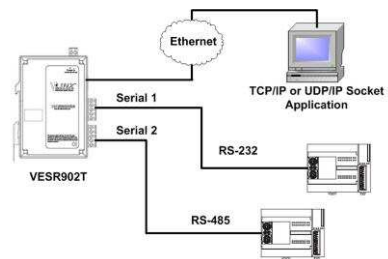 Ethernet
TCP/IP or UDP/IP Socket
Application
Serial 1
Serial 2
VESR902T
RS-232
RS-485